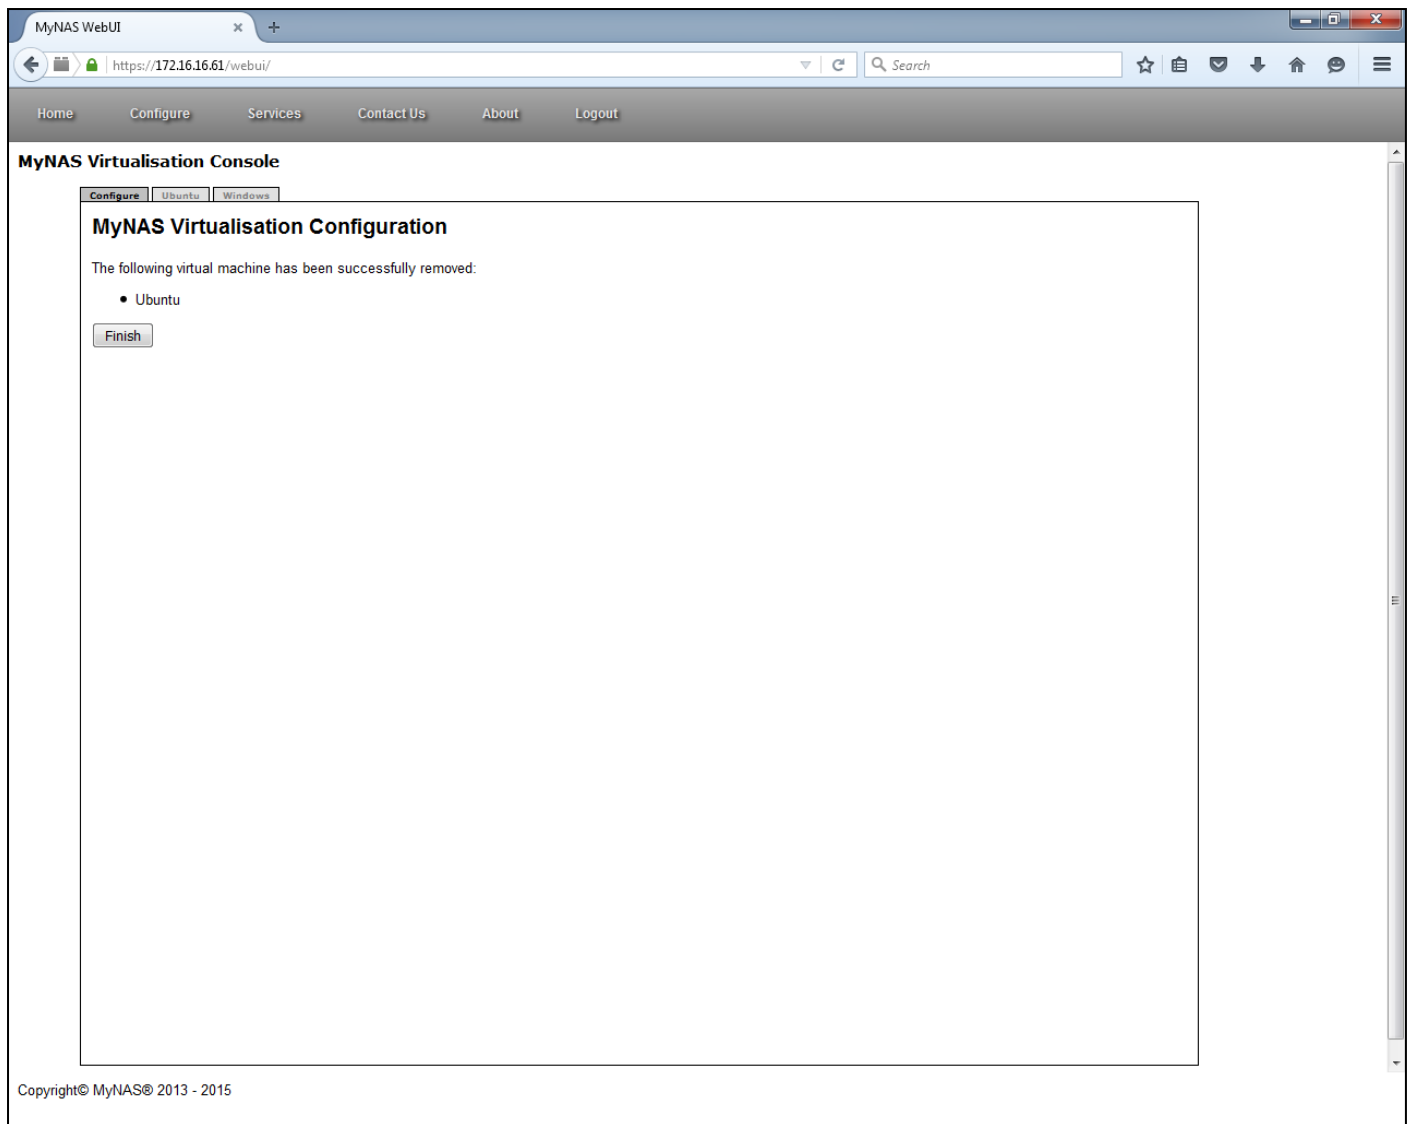 MyNAS WebUI
https://172.16.16.61/webui/
Search
Home Configure Services Contact Us About Logout
MyNAS Virtualisation Console
Configure Ubuntu Windows
MyNAS Virtualisation Configuration
The following virtual machine has been successfully removed:
• Ubuntu
Finish
Copyright© MyNAS® 2013 - 2015